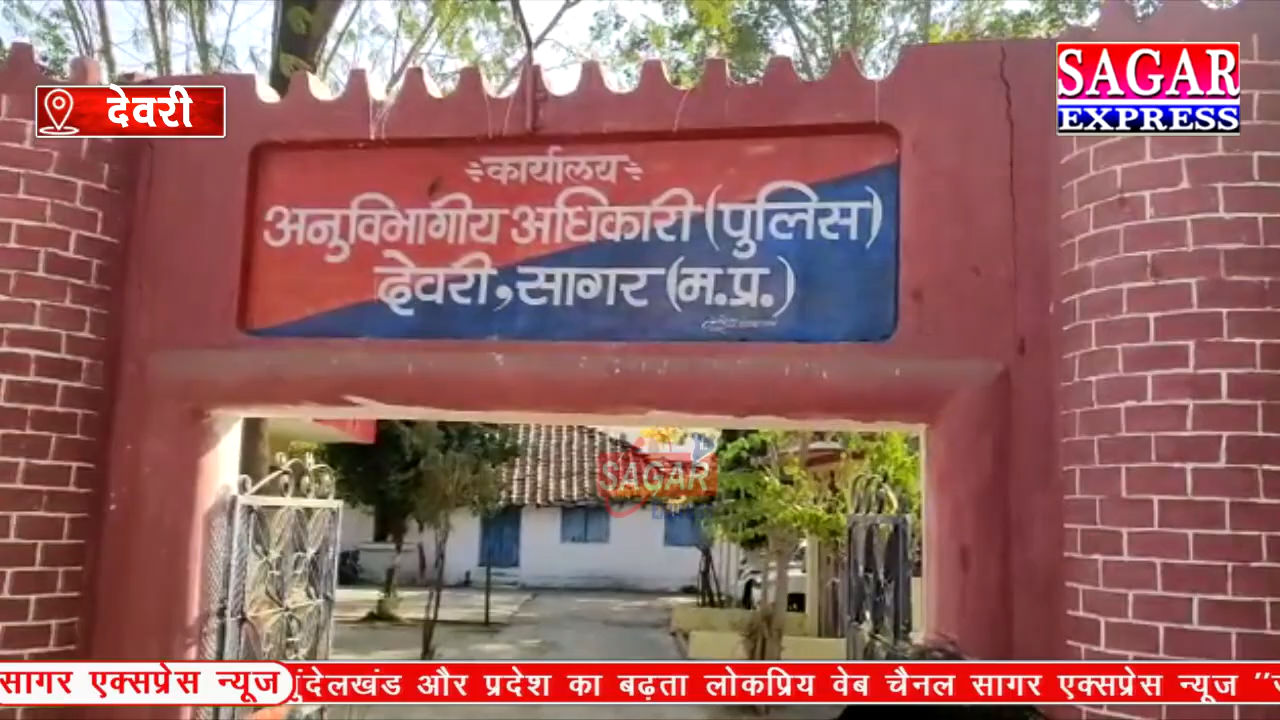 देवरी
SAGAR
EXPRESS
कार्यालय
अनुविभागीय अधिकारी (पुलिस)
देवरी, सागर (म.प्र.)
SAGAR
सागर एक्सप्रेस न्यूज
बुंदेलखंड और प्रदेश का बढ़ता लोकप्रिय वेब चैनल सागर एक्सप्रेस न्यूज "